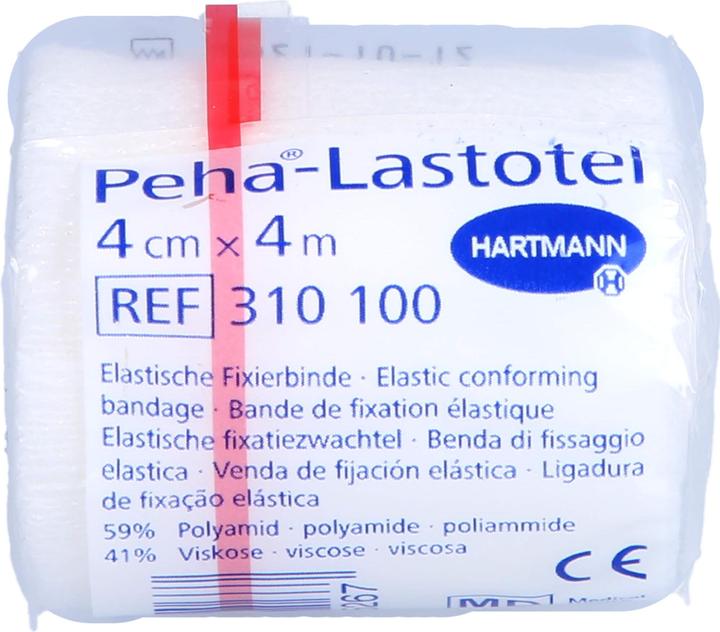 Peha®-Lastotel
4 cm x 4 m
HARTMANN
REF 310 100
Elastische Fixierbinde · Elastic conforming
bandage · Bande de fixation élastique
Elastische fixatiezwachtel · Benda di fissaggio
elastica · Venda de fijación elástica · Ligadura
de fixação elástica
59% Polyamid · polyamide · poliammide
41% Viskose · viscose · viscosa
CE
267
MD